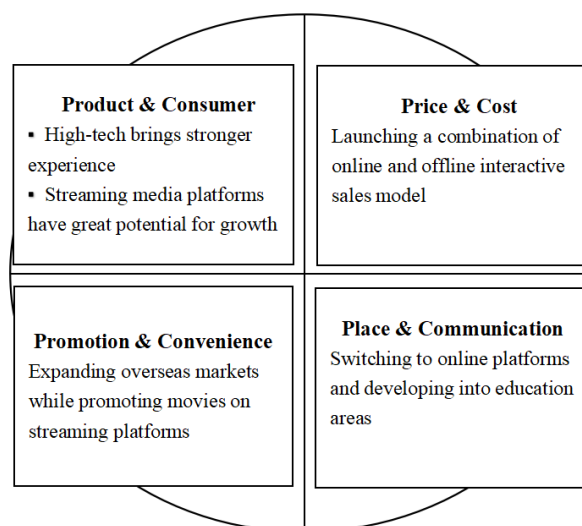 Product & Consumer
▪ High-tech brings stronger
experience
▪ Streaming media platforms
have great potential for growth
Price & Cost
Launching a combination of
online and offline interactive
sales model
Promotion & Convenience
Expanding overseas markets
while promoting movies on
streaming platforms
Place & Communication
Switching to online platforms
and developing into education
areas